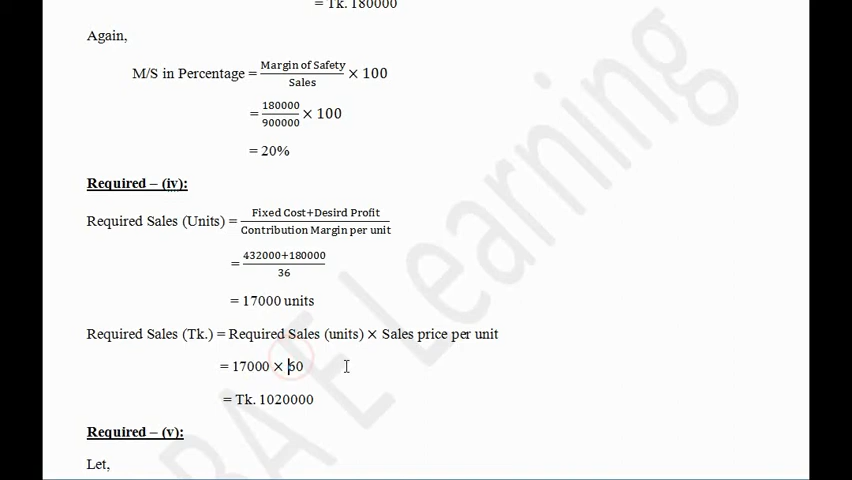 = Tk. 180000
Again,
M/S in Percentage = Margin of Safety / Sales × 100
= 180000 / 900000 × 100
= 20%
Required – (iv):
Required Sales (Units) = Fixed Cost+Desird Profit / Contribution Margin per unit
= 432000+180000 / 36
= 17000 units
Required Sales (Tk.) = Required Sales (units) × Sales price per unit
= 17000 × 60
= Tk. 1020000
Required – (v):
Let,
BA E Learning